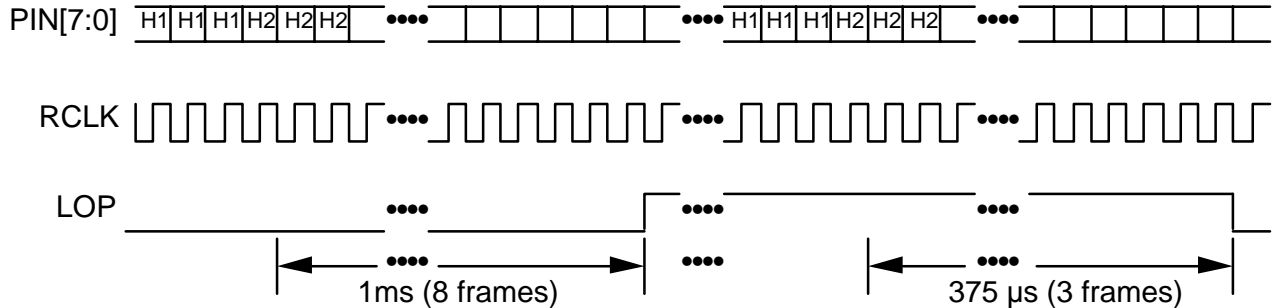 PIN[7:0] H1 H1 H1 H2 H2 H2 •••• •••• H1 H1 H1 H2 H2 H2 ••••
RCLK •••• •••• ••••
LOP •••• •••• ••••
•••• •••• ••••
1ms (8 frames) 375 µs (3 frames)